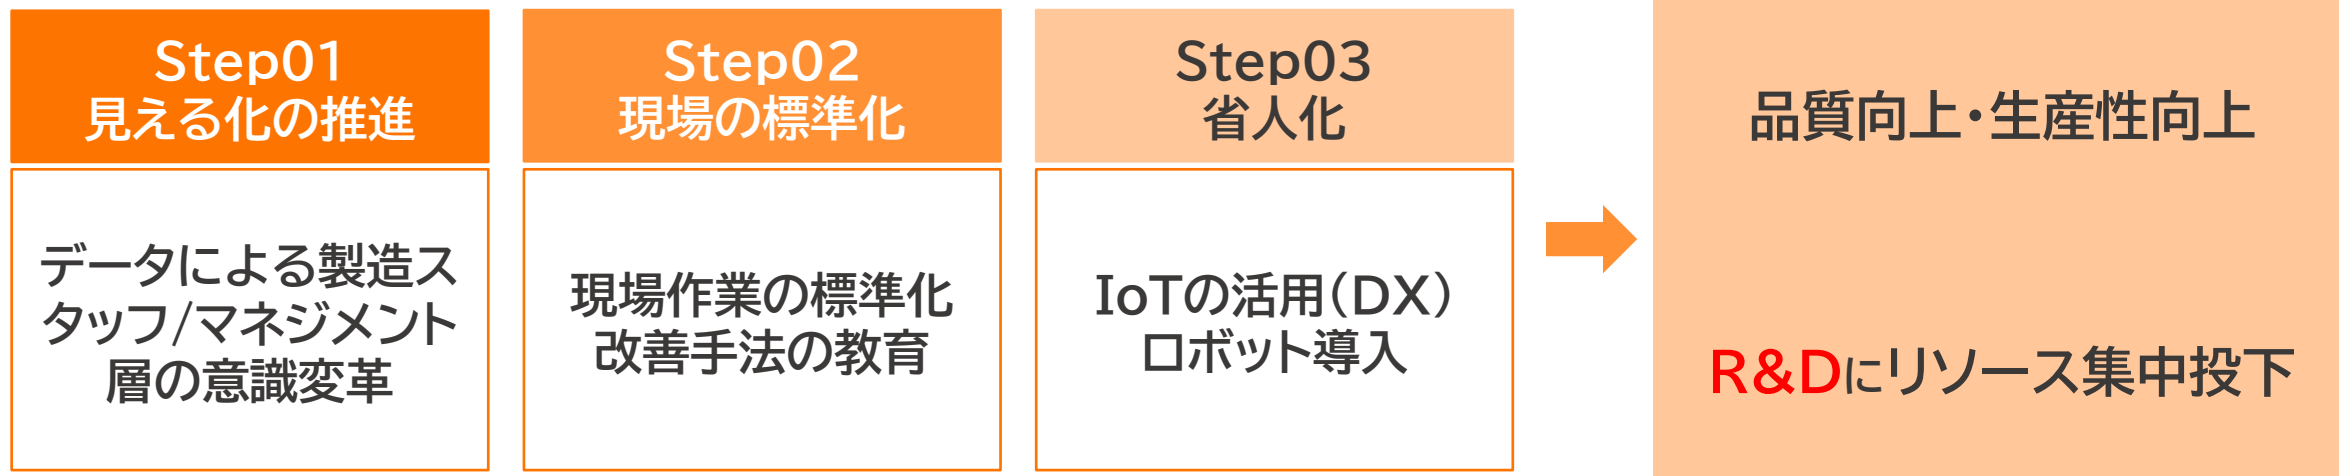 Step01
見える化の推進
データによる製造ス
タッフ/マネジメント
層の意識変革
Step02
現場の標準化
現場作業の標準化
改善手法の教育
Step03
省人化
IoTの活用(DX)
ロボット導入
品質向上・生産性向上
R&Dにリソース集中投下